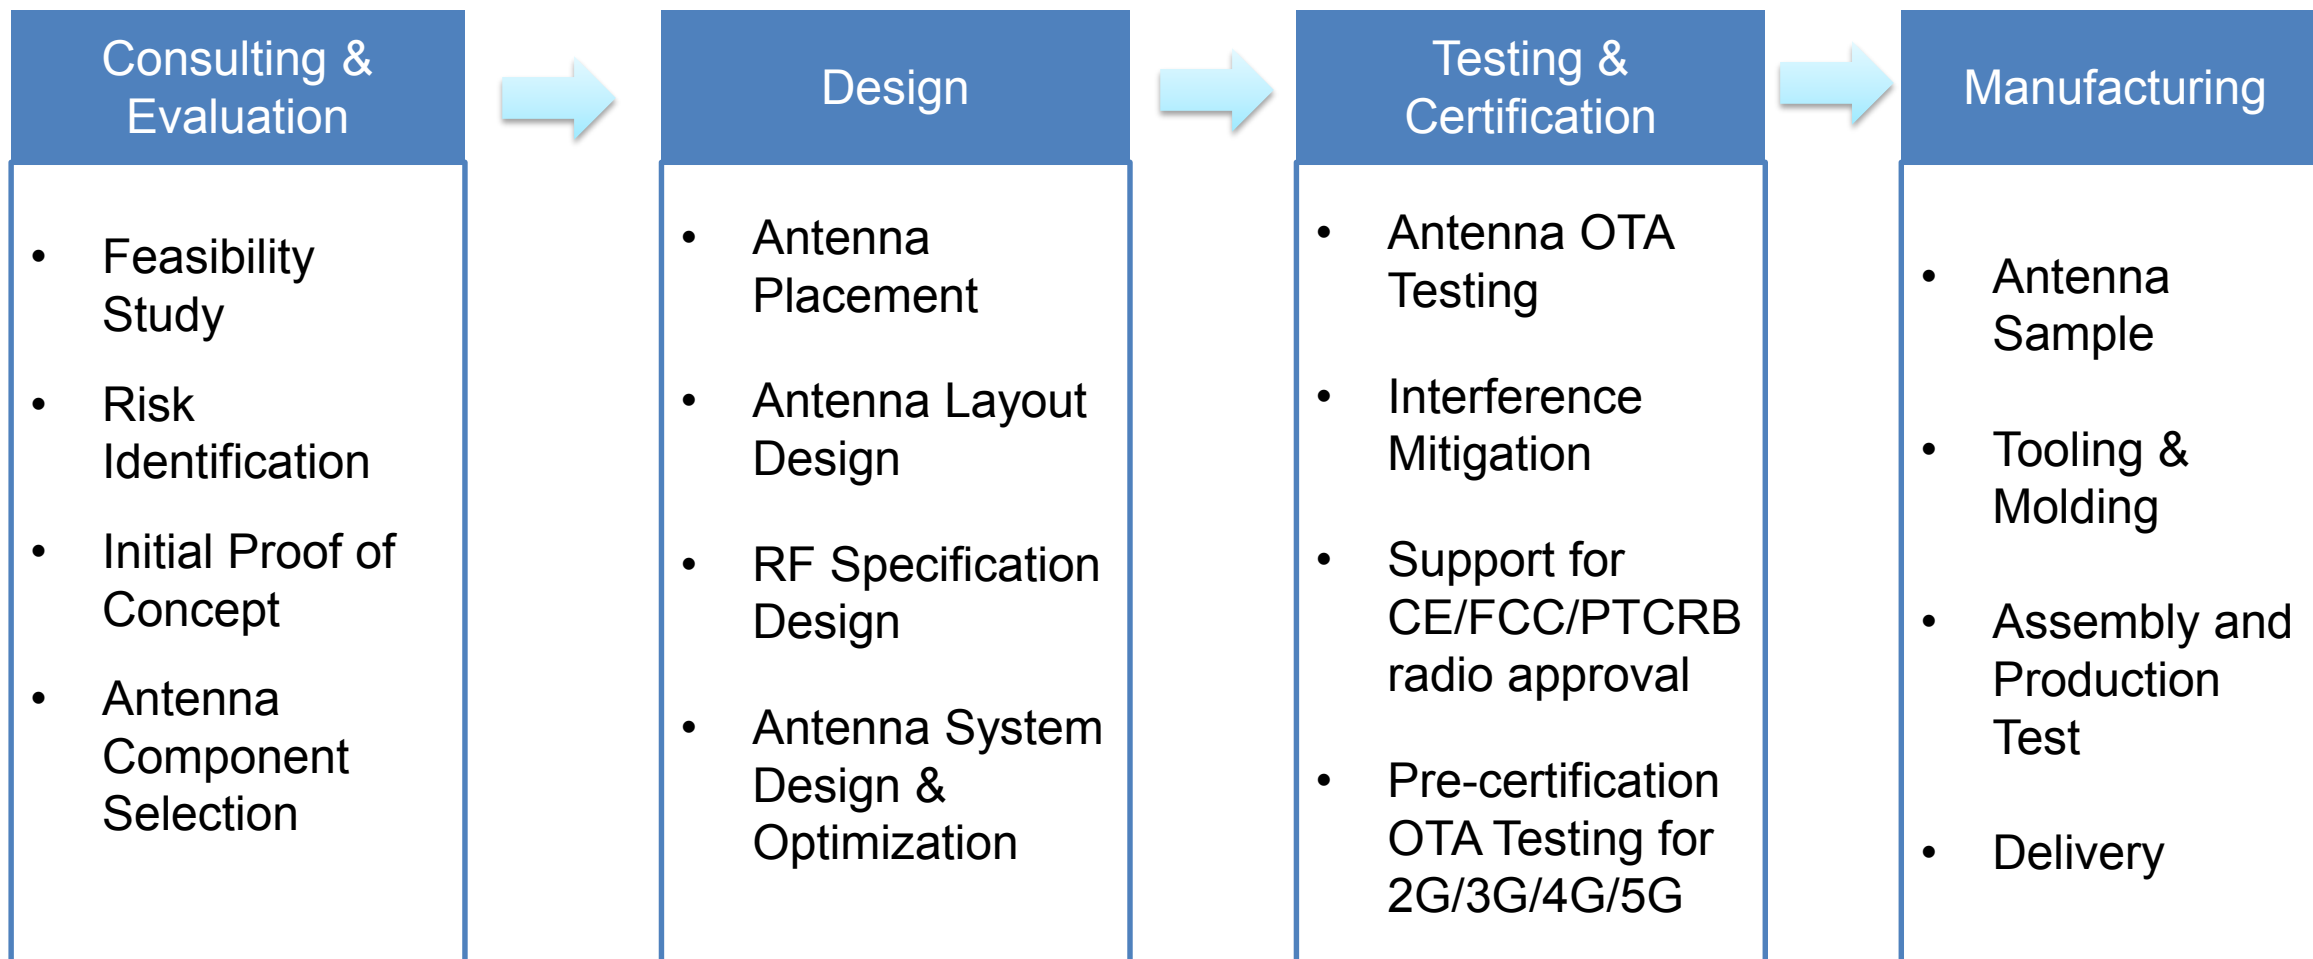 Consulting &
Evaluation
• Feasibility
Study
• Risk
Identification
• Initial Proof of
Concept
• Antenna
Component
Selection
Design
• Antenna
Placement
• Antenna Layout
Design
• RF Specification
Design
• Antenna System
Design &
Optimization
Testing &
Certification
• Antenna OTA
Testing
• Interference
Mitigation
• Support for
CE/FCC/PTCRB
radio approval
• Pre-certification
OTA Testing for
2G/3G/4G/5G
Manufacturing
• Antenna
Sample
• Tooling &
Molding
• Assembly and
Production
Test
• Delivery